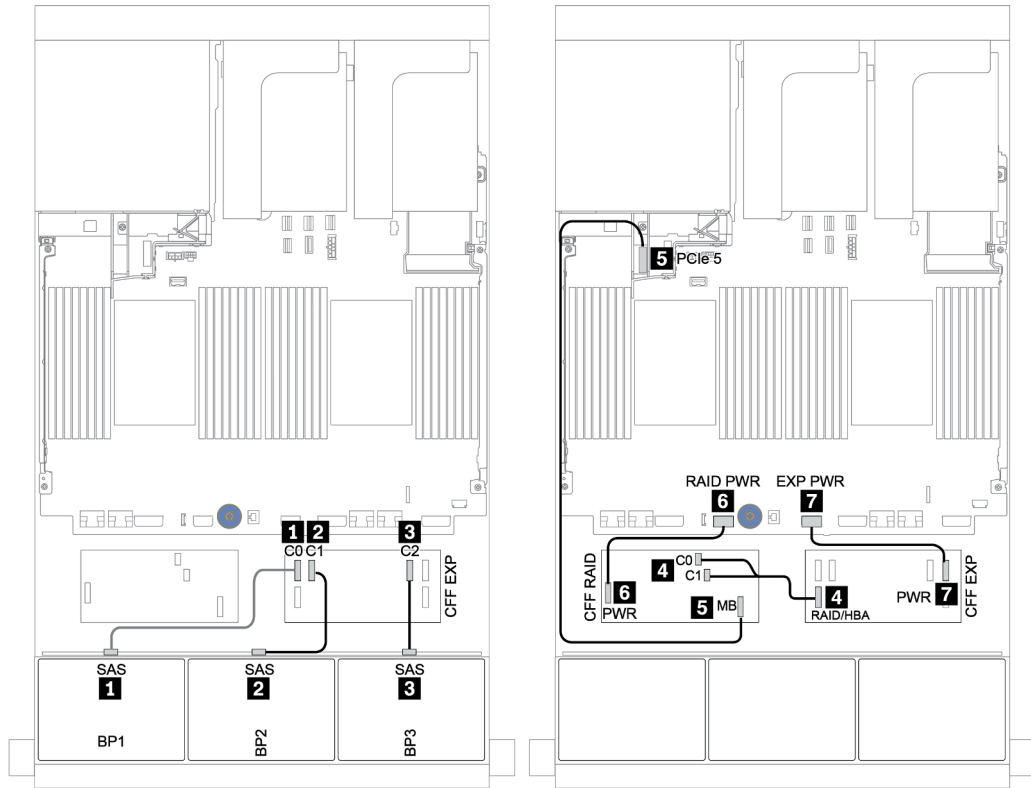 1 2 3
C0 C1 C2
CFF EXP
SAS SAS SAS
1 2 3
BP1 BP2 BP3
5 PCIe 5
RAID PWR EXP PWR
6 7
CFF RAID
4 C0
C1
6
PWR
5 MB
4
RAID/HBA
PWR 7
CFF EXP